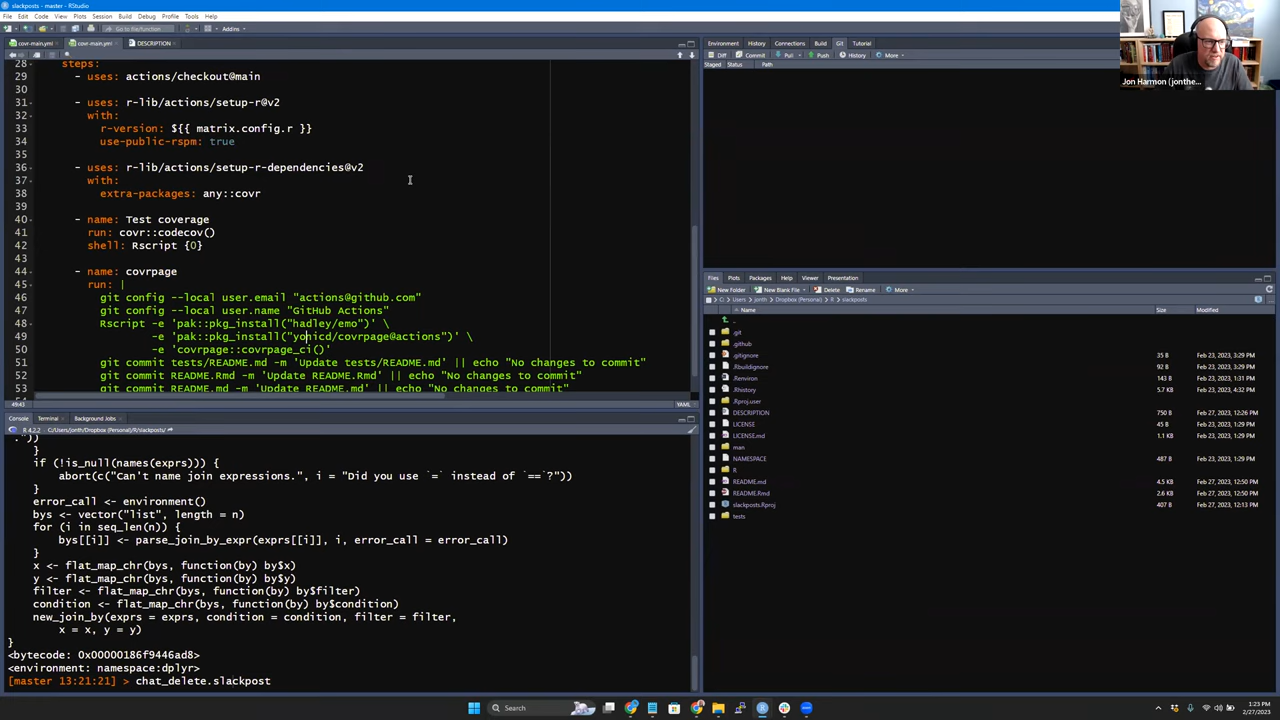 slackposts - master - RStudio
File Edit Code View Plots Session Build Debug Profile Tools Help
Go to file/function Addins
covr-main.yml covr-main.yml DESCRIPTION
28 steps:
29 - uses: actions/checkout@main
30
31 - uses: r-lib/actions/setup-r@v2
32 with:
33 r-version: ${{ matrix.config.r }}
34 use-public-rspm: true
35
36 - uses: r-lib/actions/setup-r-dependencies@v2
37 with:
38 extra-packages: any::covr
39
40 - name: Test coverage
41 run: covr::codecov()
42 shell: Rscript {0}
43
44 - name: covrpage
45 run: |
46 git config --local user.email "actions@github.com"
47 git config --local user.name "GitHub Actions"
48 Rscript -e 'pak::pkg_install("hadley/emo")' \
49 -e 'pak::pkg_install("yonicd/covrpage@actions")' \
50 -e 'covrpage::covrpage_ci()'
51 git commit tests/README.md -m 'Update tests/README.md' || echo "No changes to commit"
52 git commit README.Rmd -m 'Update README.Rmd' || echo "No changes to commit"
53 git commit README.md -m 'Update README.md' || echo "No changes to commit"
49:43 YAML
Console Terminal Background Jobs
R 4.2.2 · C:/Users/jonth/Dropbox (Personal)/R/slackposts/
."))
}
if (!is_null(names(exprs))) {
abort(c("Can't name join expressions.", i = "Did you use `=` instead of `==`?"))
}
error_call <- environment()
bys <- vector("list", length = n)
for (i in seq_len(n)) {
bys[[i]] <- parse_join_by_expr(exprs[[i]], i, error_call = error_call)
}
x <- flat_map_chr(bys, function(by) by$x)
y <- flat_map_chr(bys, function(by) by$y)
filter <- flat_map_chr(bys, function(by) by$filter)
condition <- flat_map_chr(bys, function(by) by$condition)
new_join_by(exprs = exprs, condition = condition, filter = filter,
x = x, y = y)
}
<bytecode: 0x00000186f9446ad8>
<environment: namespace:dplyr>
[master 13:21:21] > chat_delete.slackpost
Environment History Connections Build Git Tutorial
Diff Commit Pull Push History More
Staged Status Path
Files Plots Packages Help Viewer Presentation
New Folder New Blank File Delete Rename More
C: Users jonth Dropbox (Personal) R slackposts
Name Size Modified
..
.git
.github
.gitignore 35 B Feb 23, 2023, 3:29 PM
.Rbuildignore 92 B Feb 23, 2023, 3:29 PM
.Renviron 143 B Feb 27, 2023, 1:31 PM
.Rhistory 5.7 KB Feb 23, 2023, 4:32 PM
.Rproj.user
DESCRIPTION 750 B Feb 27, 2023, 12:26 PM
LICENSE 45 B Feb 23, 2023, 1:29 PM
LICENSE.md 1.1 KB Feb 23, 2023, 1:29 PM
man
NAMESPACE 487 B Feb 23, 2023, 1:29 PM
R
README.md 4.5 KB Feb 27, 2023, 12:50 PM
README.Rmd 2.6 KB Feb 27, 2023, 12:50 PM
slackposts.Rproj 407 B Feb 27, 2023, 12:13 PM
tests
Jon Harmon (jonthe...
Search
1:23 PM
2/27/2023